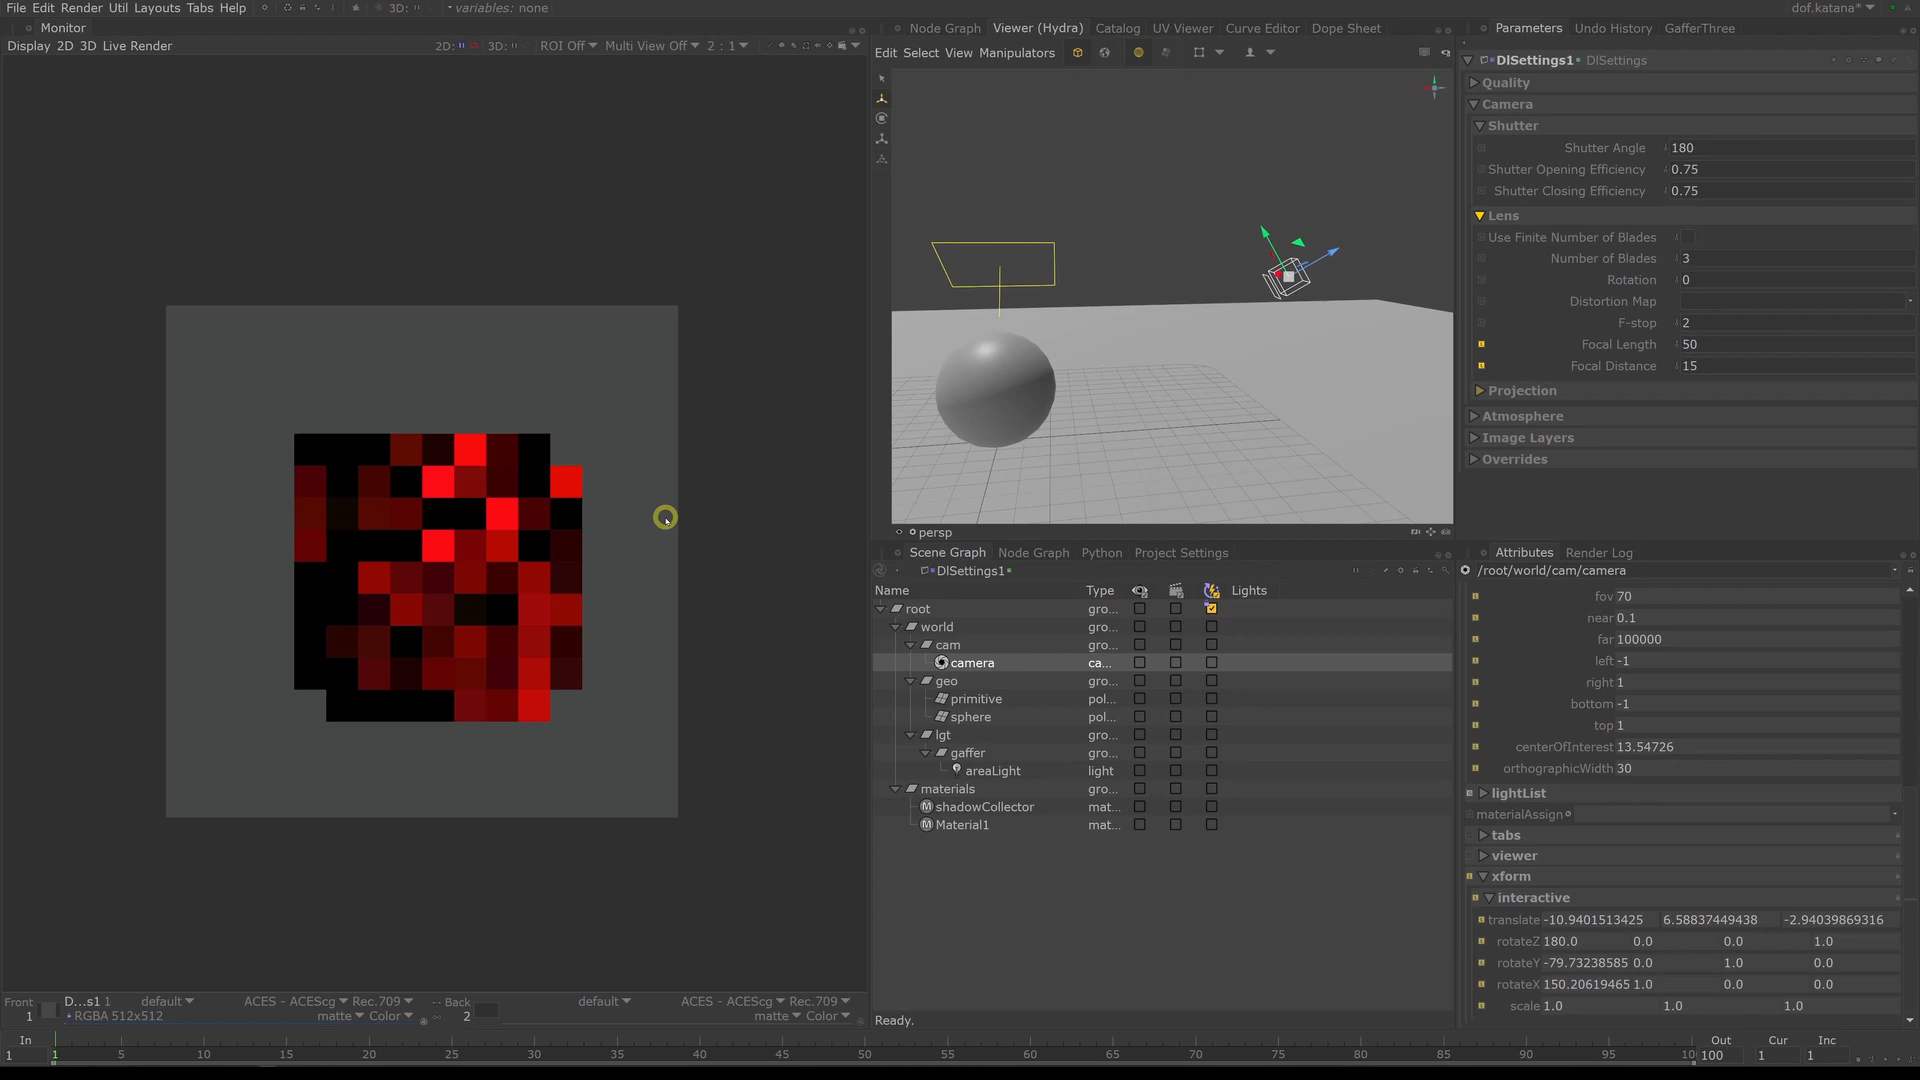 File Edit Render Util Layouts Tabs Help 3D: variables: none dof.katana*
Monitor
Display 2D 3D Live Render 2D: 3D: ROI Off Multi View Off 2 : 1
Node Graph Viewer (Hydra) Catalog UV Viewer Curve Editor Dope Sheet
Edit Select View Manipulators
persp
Parameters Undo History GafferThree
DlSettings1 DlSettings
Quality
Camera
Shutter
Shutter Angle 180
Shutter Opening Efficiency 0.75
Shutter Closing Efficiency 0.75
Lens
Use Finite Number of Blades
Number of Blades 3
Rotation 0
Distortion Map
F-stop 2
Focal Length 50
Focal Distance 15
Projection
Atmosphere
Image Layers
Overrides
Scene Graph Node Graph Python Project Settings
DlSettings1
Name Type Lights
root gro...
world gro...
cam gro...
camera ca...
geo gro...
primitive pol...
sphere pol...
lgt gro...
gaffer gro...
areaLight light
materials gro...
shadowCollector mat...
Material1 mat...
Ready.
Attributes Render Log
/root/world/cam/camera
fov 70
near 0.1
far 100000
left -1
right 1
bottom -1
top 1
centerOfInterest 13.54726
orthographicWidth 30
lightList
materialAssign
tabs
viewer
xform
interactive
translate -10.9401513425 6.58837449438 -2.94039869316
rotateZ 180.0 0.0 0.0 1.0
rotateY -79.73238585 0.0 1.0 0.0
rotateX 150.20619465 1.0 0.0 0.0
scale 1.0 1.0 1.0
Front D...s1 1 default ACES - ACEScg Rec.709 Back default ACES - ACEScg Rec.709
1 RGBA 512x512 matte Color 2 matte Color
In Out Cur Inc
1 1 5 10 15 20 25 30 35 40 45 50 55 60 65 70 75 80 85 90 95 100 1 1